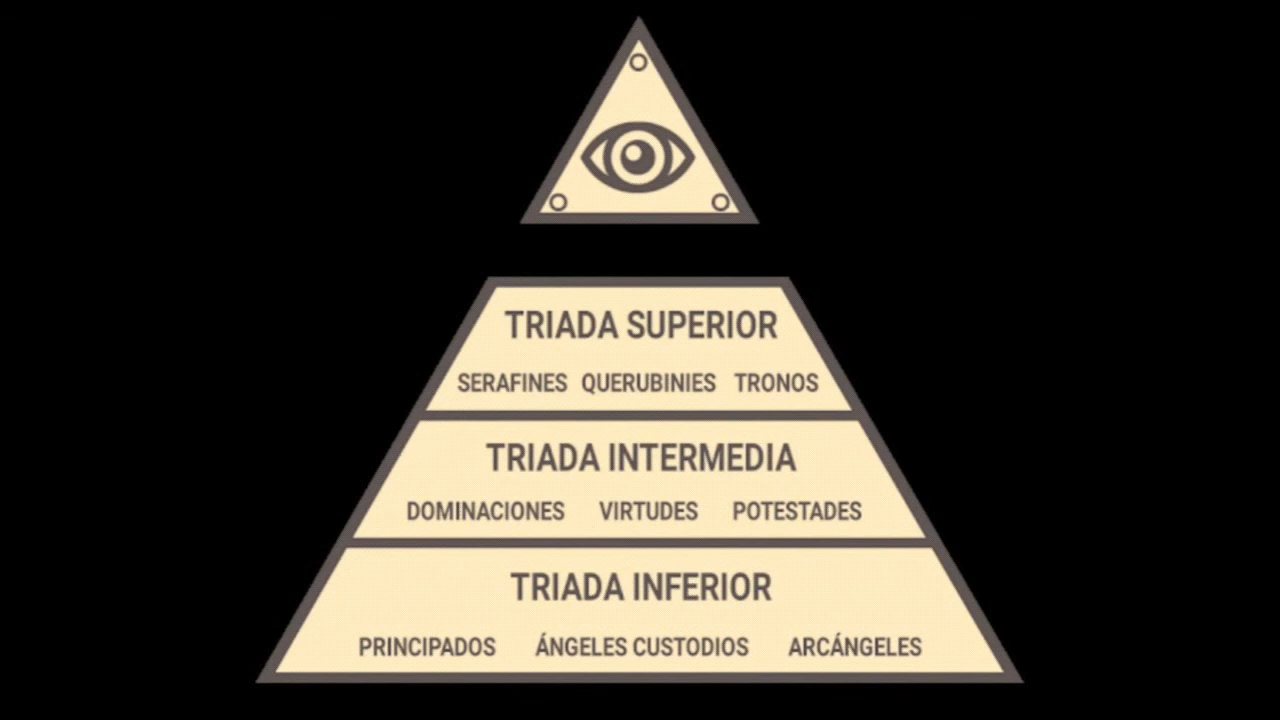 TRIADA SUPERIOR
SERAFINES QUERUBINIES TRONOS
TRIADA INTERMEDIA
DOMINACIONES VIRTUDES POTESTADES
TRIADA INFERIOR
PRINCIPADOS ÁNGELES CUSTODIOS ARCÁNGELES